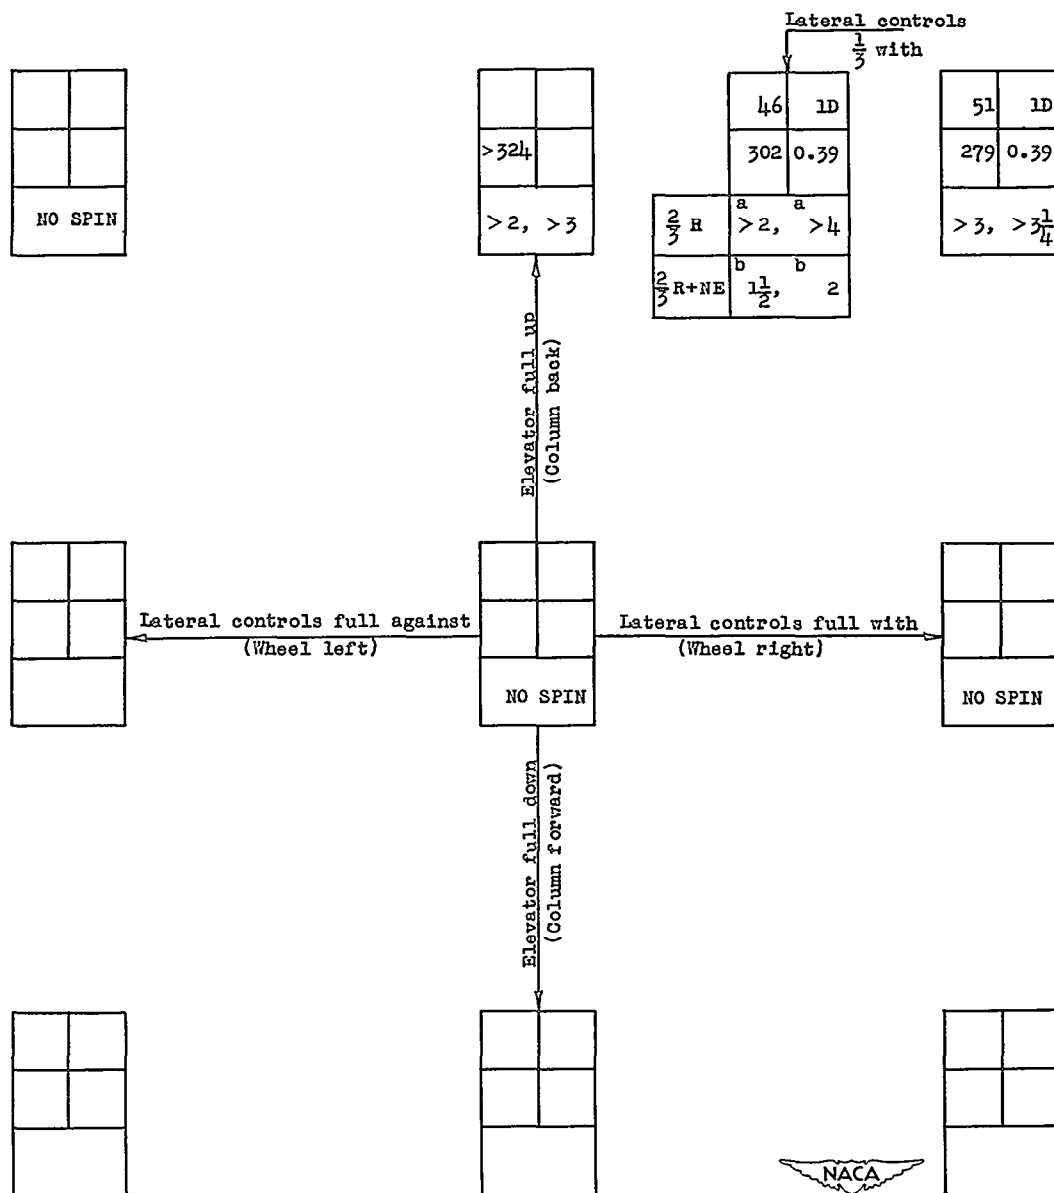 Lateral controls
1/3 with
46 1D
51 1D
>324
302 0.39
279 0.39
NO SPIN
>2, >3
2/3 R
a >2, a >4
>3, >3 1/4
2/3 R+NE
b 1 1/2, b 2
Elevator full up
(Column back)
Lateral controls full against
(Wheel left)
Lateral controls full with
(Wheel right)
NO SPIN
NO SPIN
Elevator full down
(Column forward)
NACA